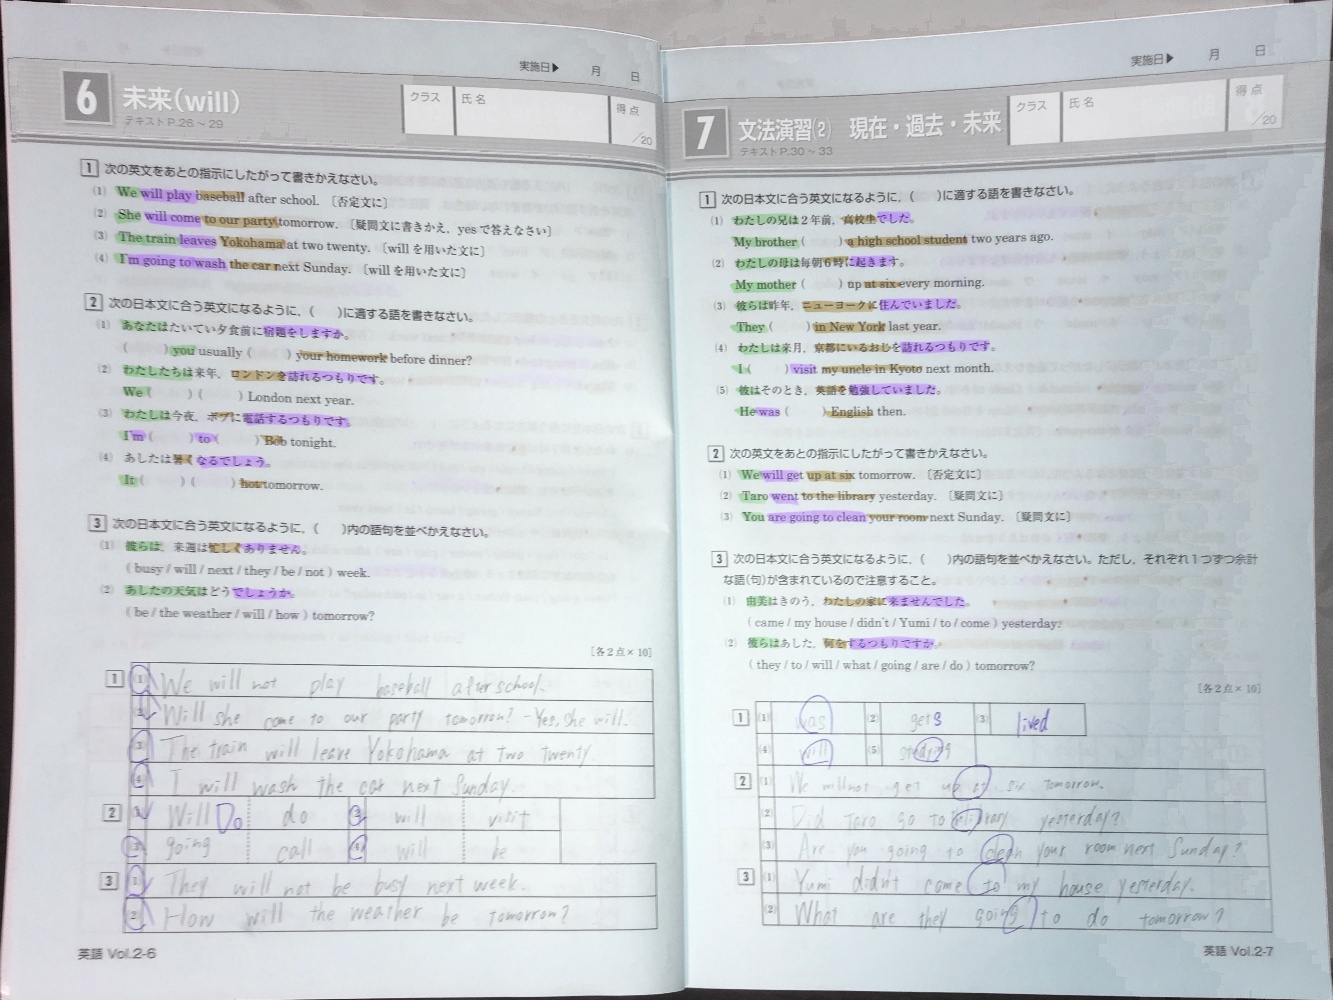 実施日▶ 月 日
6 未来(will)
テキストP.26～29
クラス 氏名 得点 /20
1 次の英文をあとの指示にしたがって書きかえなさい。
(1) We will play baseball after school. 〔否定文に〕
(2) She will come to our party tomorrow. 〔疑問文に書きかえ，yesで答えなさい〕
(3) The train leaves Yokohama at two twenty. 〔willを用いた文に〕
(4) I'm going to wash the car next Sunday. 〔willを用いた文に〕
2 次の日本文に合う英文になるように，( )に適する語を書きなさい。
(1) あなたはたいてい夕食前に宿題をしますか。
( ) you usually ( ) your homework before dinner?
(2) わたしたちは来年，ロンドンを訪れるつもりです。
We ( ) ( ) London next year.
(3) わたしは今夜，ボブに電話するつもりです。
I'm ( ) to ( ) Bob tonight.
(4) あしたは暑くなるでしょう。
It ( ) ( ) hot tomorrow.
3 次の日本文に合う英文になるように，( )内の語句を並べかえなさい。
(1) 彼らは，来週は忙しくありません。
( busy / will / next / they / be / not ) week.
(2) あしたの天気はどうでしょうか。
( be / the weather / will / how ) tomorrow?
[各2点×10]
1 (1) We will not play baseball after school.
(2) Will she come to our party tomorrow? - Yes, she will.
(3) The train will leave Yokohama at two twenty.
(4) I will wash the car next Sunday.
2 (1) Will Do do (2) will visit
(3) going call (4) will be
3 (1) They will not be busy next week.
(2) How will the weather be tomorrow?
英語 Vol.2-6
実施日▶ 月 日
7 文法演習(2) 現在・過去・未来
テキストP.30～33
クラス 氏名 得点 /20
1 次の日本文に合う英文になるように，( )に適する語を書きなさい。
(1) わたしの兄は2年前，高校生でした。
My brother ( ) a high school student two years ago.
(2) わたしの母は毎朝6時に起きます。
My mother ( ) up at six every morning.
(3) 彼らは昨年，ニューヨークに住んでいました。
They ( ) in New York last year.
(4) わたしは来月，京都にいるおじを訪れるつもりです。
I ( ) visit my uncle in Kyoto next month.
(5) 彼はそのとき，英語を勉強していました。
He was ( ) English then.
2 次の英文をあとの指示にしたがって書きかえなさい。
(1) We will get up at six tomorrow. 〔否定文に〕
(2) Taro went to the library yesterday. 〔疑問文に〕
(3) You are going to clean your room next Sunday. 〔疑問文に〕
3 次の日本文に合う英文になるように，( )内の語句を並べかえなさい。ただし，それぞれ1つずつ余計
な語(句)が含まれているので注意すること。
(1) 由美はきのう，わたしの家に来ませんでした。
( came / my house / didn't / Yumi / to / come ) yesterday.
(2) 彼らはあした，何をするつもりですか。
( they / to / will / what / going / are / do ) tomorrow?
[各2点×10]
1 (1) was (2) gets (3) lived
(4) will (5)
2 (1) We will not get up at six tomorrow.
(2) Did Taro go to library yesterday?
(3) Are you going to clean your room next Sunday?
3 (1) Yumi didn't come to my house yesterday.
(2) What are they going to do tomorrow?
英語 Vol.2-7